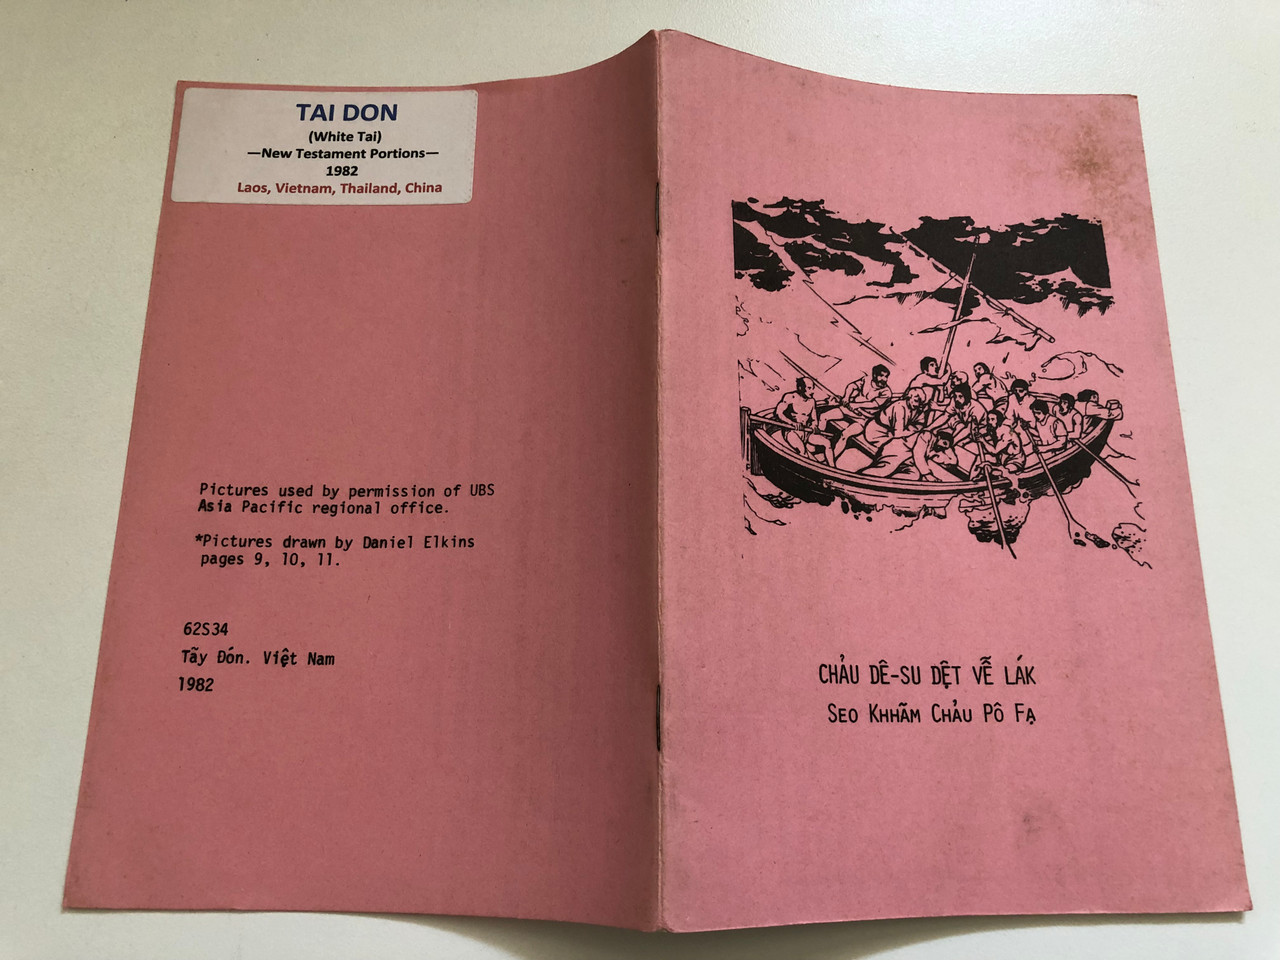 TAI DON
(White Tai)
—New Testament Portions—
1982
Laos, Vietnam, Thailand, China
Pictures used by permission of UBS
Asia Pacific regional office.
*Pictures drawn by Daniel Elkins
pages 9, 10, 11.
62S34
Tãy Đón. Việt Nam
1982
CHẢU DÊ-SU DỆT VỄ LÁK
SEO KHHÃM CHẢU PÔ FẠ